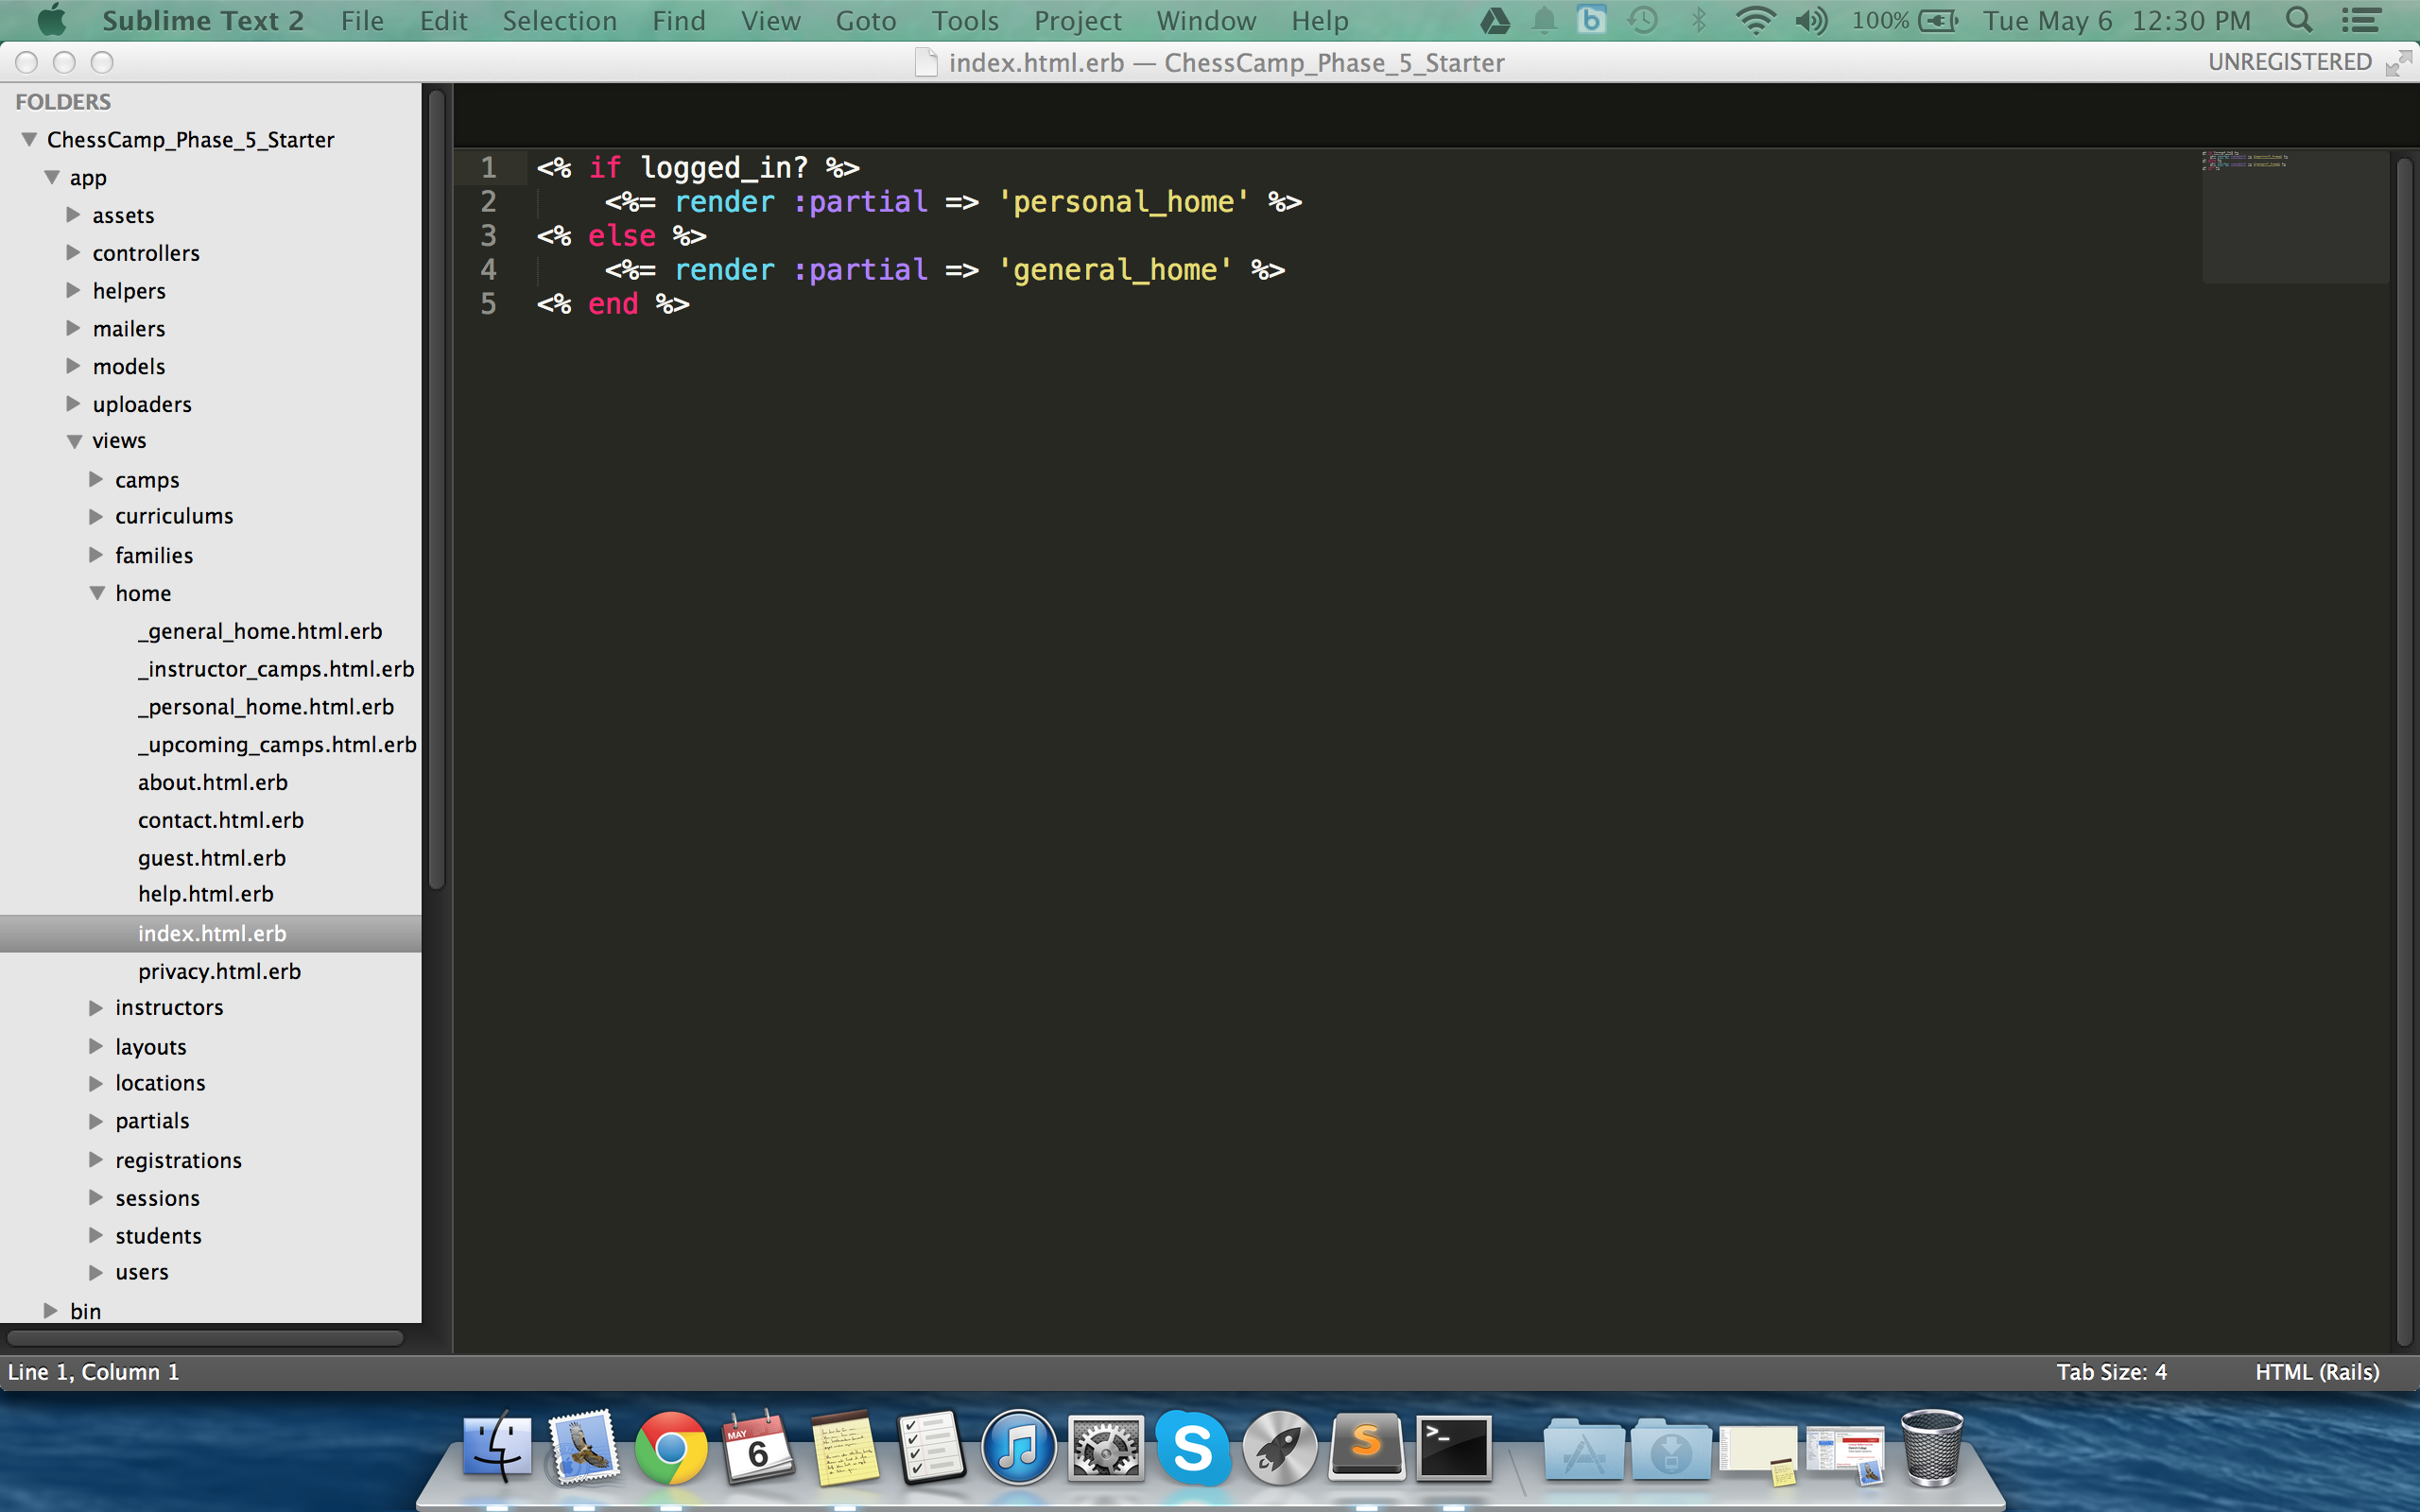 Sublime Text 2 File Edit Selection Find View Goto Tools Project Window Help 100% Tue May 6 12:30 PM
index.html.erb — ChessCamp_Phase_5_Starter UNREGISTERED
FOLDERS
ChessCamp_Phase_5_Starter
app
assets
controllers
helpers
mailers
models
uploaders
views
camps
curriculums
families
home
_general_home.html.erb
_instructor_camps.html.erb
_personal_home.html.erb
_upcoming_camps.html.erb
about.html.erb
contact.html.erb
guest.html.erb
help.html.erb
index.html.erb
privacy.html.erb
instructors
layouts
locations
partials
registrations
sessions
students
users
bin
1 <% if logged_in? %>
2 <%= render :partial => 'personal_home' %>
3 <% else %>
4 <%= render :partial => 'general_home' %>
5 <% end %>
Line 1, Column 1 Tab Size: 4 HTML (Rails)
MAY
6